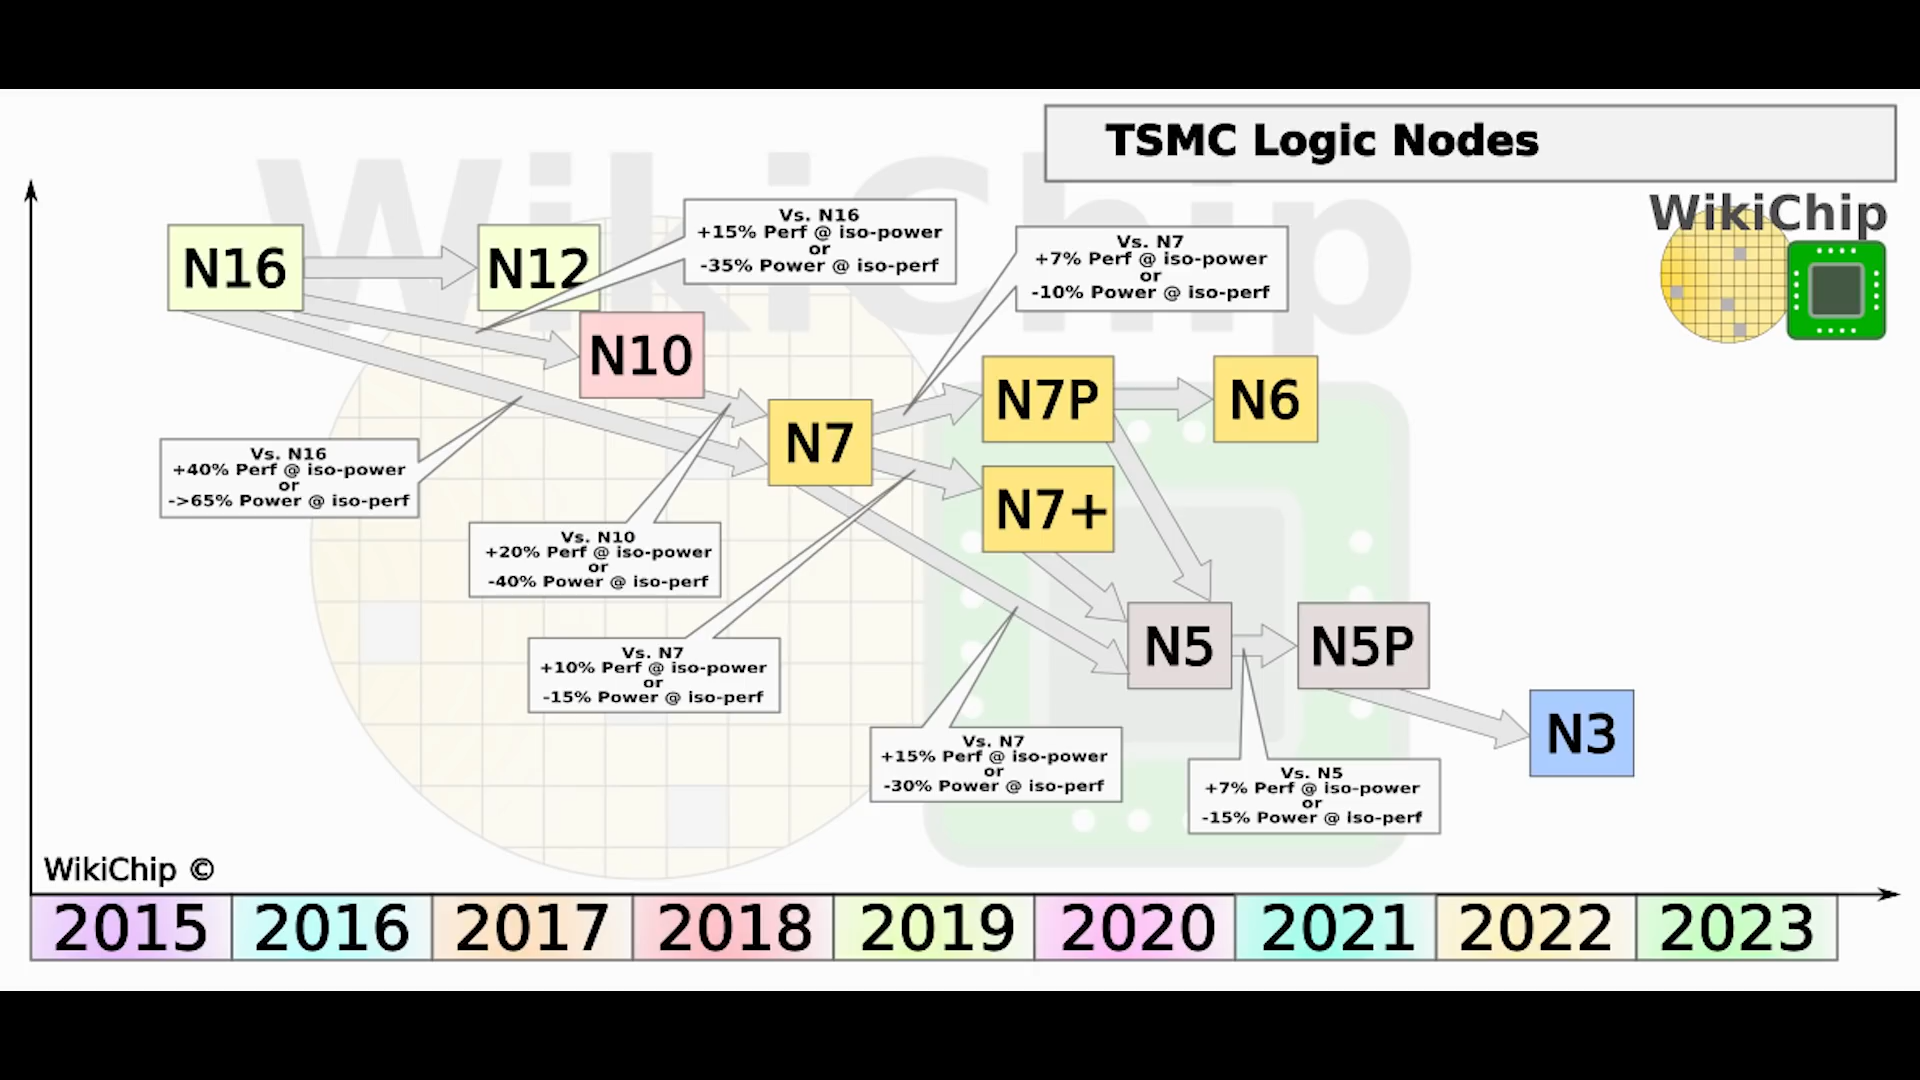 TSMC Logic Nodes
WikiChip
WikiChip
N16
N12
Vs. N16
+15% Perf @ iso-power
or
-35% Power @ iso-perf
Vs. N7
+7% Perf @ iso-power
or
-10% Power @ iso-perf
N10
N7P
N6
N7
Vs. N16
+40% Perf @ iso-power
or
->65% Power @ iso-perf
N7+
Vs. N10
+20% Perf @ iso-power
or
-40% Power @ iso-perf
Vs. N7
+10% Perf @ iso-power
or
-15% Power @ iso-perf
N5
N5P
N3
Vs. N7
+15% Perf @ iso-power
or
-30% Power @ iso-perf
Vs. N5
+7% Perf @ iso-power
or
-15% Power @ iso-perf
WikiChip ©
2015 2016 2017 2018 2019 2020 2021 2022 2023